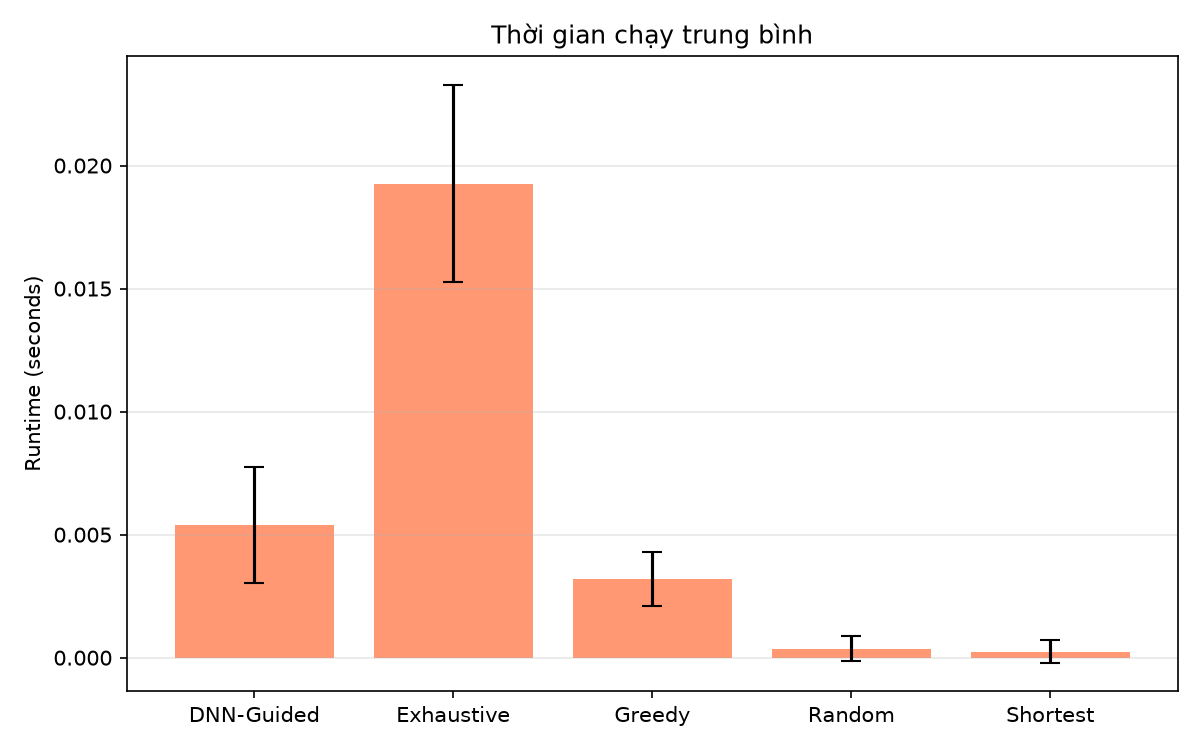 Thời gian chạy trung bình
Runtime (seconds)
0.020
0.015
0.010
0.005
0.000
DNN-Guided Exhaustive Greedy Random Shortest